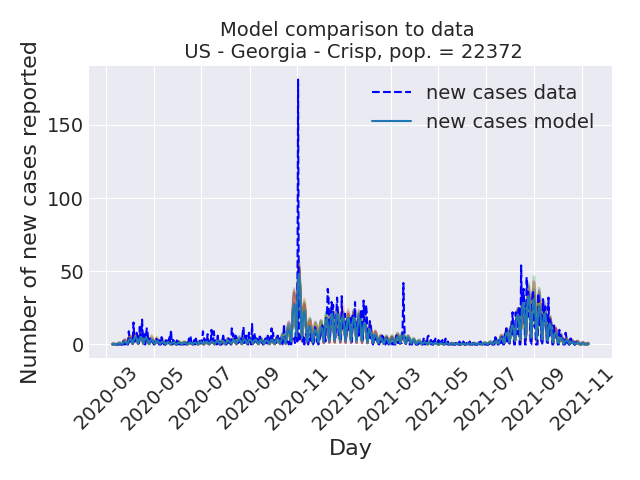 Model comparison to data
US - Georgia - Crisp, pop. = 22372
Number of new cases reported
150
100
50
0
new cases data
new cases model
2020-03
2020-05
2020-07
2020-09
2020-11
2021-01
2021-03
2021-05
2021-07
2021-09
2021-11
Day